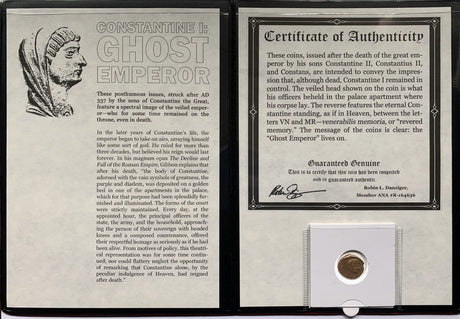 CONSTANTINE I:
GHOST
EMPEROR
These posthumous issues, struck after AD
337 by the sons of Constantine the Great,
feature a spectral image of the veiled emper-
or—who for some time remained on the
throne, even in death.
In the later years of Constantine's life, the
emperor began to take on airs, arraying himself
like some sort of god. He ruled for more than
three decades, but believed his reign would last
forever. In his magnum opus The Decline and
Fall of the Roman Empire, Gibbon explains that
after his death, "the body of Constantine,
adorned with the vain symbols of greatness, the
purple and diadem, was deposited on a golden
bed in one of the apartments in the palace,
which for that purpose had been splendidly fur-
nished and illuminated. The forms of the court
were strictly maintained. Every day, at the
appointed hour, the principal officers of the
state, the army, and the household, approach-
ing the person of their sovereign with bended
knees and a composed countenance, offered
their respectful homage as seriously as if he had
been alive. From motives of policy, this theatri-
cal representation was for some time contin-
ued; nor could flattery neglect the opportunity
of remarking that Constantine alone, by the
peculiar indulgence of Heaven, had reigned
after death."
Certificate of Authenticity
These coins, issued after the death of the great em-
peror by his sons Constantine II, Constantius II,
and Constans, are intended to convey the impres-
sion that, although dead, Constantine I remained in
control. The veiled head shown on the coin is what
his officers beheld in the palace apartment where
his corpse lay. The reverse features the eternal Con-
stantine standing, as if in Heaven, between the let-
ters VN and MR—venerabilis memoria, or "revered
memory." The message of the coins is clear: the
"Ghost Emperor" lives on.
Guaranteed Genuine
This is to certify that this coin has been inspected
and is guaranteed authentic.
Robin L. Danziger,
Member ANA #R-164636